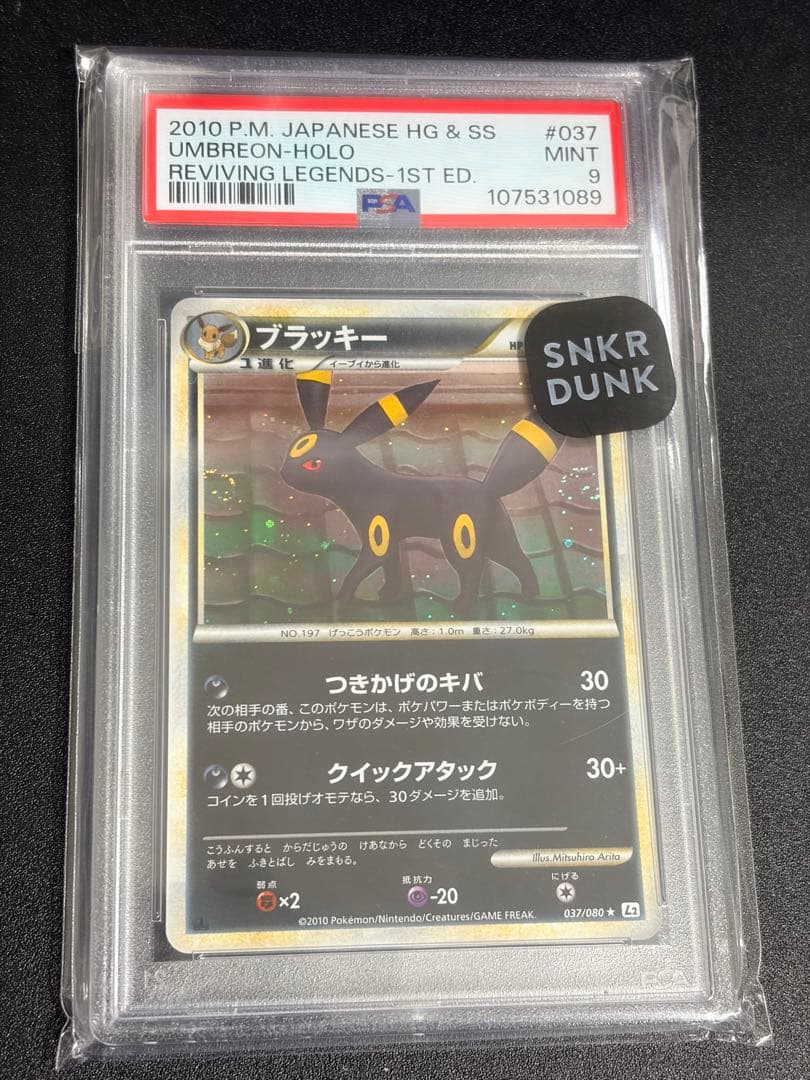 2010 P.M. JAPANESE HG & SS #037
UMBREON-HOLO MINT
REVIVING LEGENDS-1ST ED. 9
107531089
PSA
SNKR
DUNK
ブラッキー HP
1進化 イーブイから進化
NO.197 げっこうポケモン 高さ:1.0m 重さ:27.0kg
つきかげのキバ 30
次の相手の番、このポケモンは、ポケパワーまたはポケボディーを持つ
相手のポケモンから、ワザのダメージや効果を受けない。
クイックアタック 30+
コインを1回投げオモテなら、30ダメージを追加。
こうふんすると からだじゅうの けあなから どくその まじった
あせを ふきとばし みをまもる。
Illus.Mitsuhiro Arita
弱点 抵抗力 にげる
×2 -20
©2010 Pokémon/Nintendo/Creatures/GAME FREAK.
037/080 ★ L2
PSA